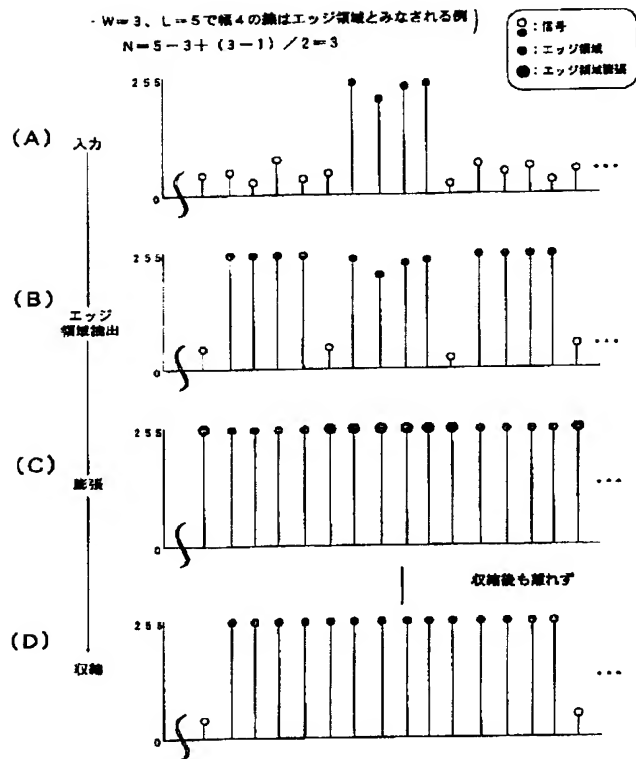 ・W=3、L=5で幅4の線はエッジ領域とみなされる例)
N=5-3+(3-1)/2=3
:信号
:エッジ領域
:エッジ領域膨張
(A)
入力
255
0
...
(B)
エッジ
領域抽出
255
0
...
(C)
膨張
255
0
...
収縮後も離れず
(D)
収縮
255
0
...